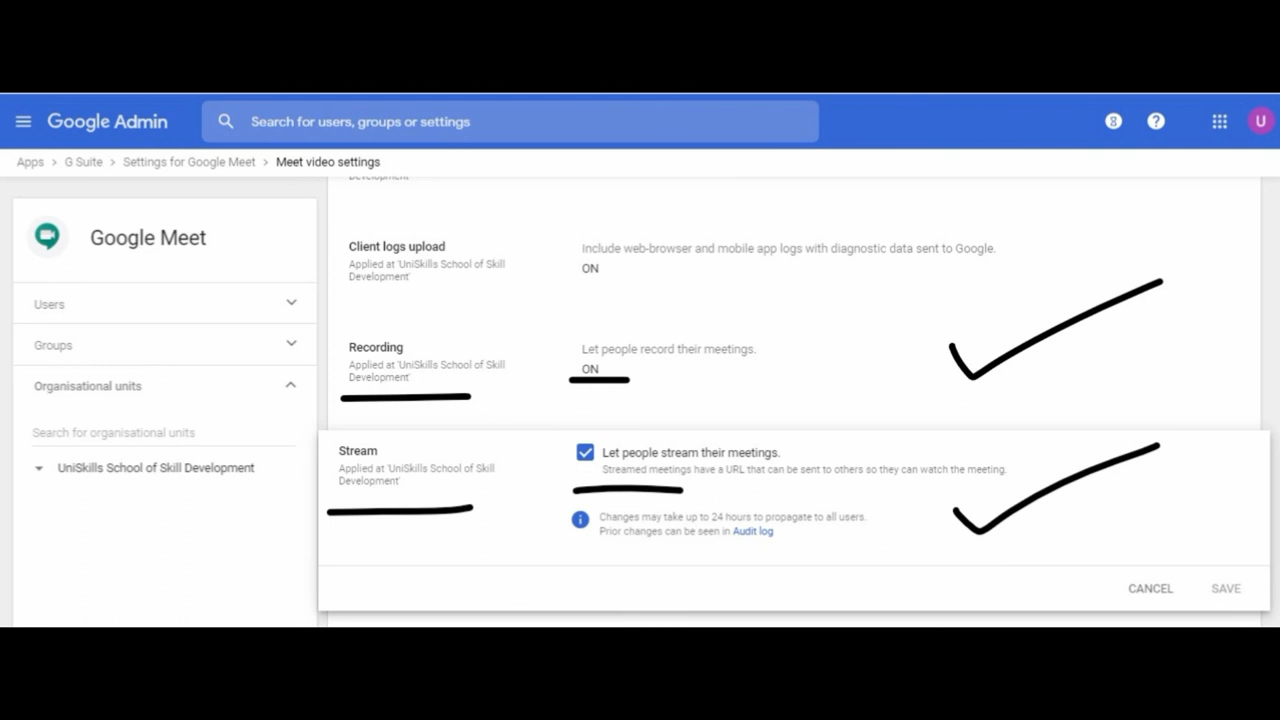 Google Admin
Search for users, groups or settings
U
Apps > G Suite > Settings for Google Meet > Meet video settings
Development'
Google Meet
Users
Groups
Organisational units
Search for organisational units
UniSkills School of Skill Development
Client logs upload
Applied at 'UniSkills School of Skill
Development'
Include web-browser and mobile app logs with diagnostic data sent to Google.
ON
Recording
Applied at 'UniSkills School of Skill
Development'
Let people record their meetings.
ON
Stream
Applied at 'UniSkills School of Skill
Development'
Let people stream their meetings.
Streamed meetings have a URL that can be sent to others so they can watch the meeting.
Changes may take up to 24 hours to propagate to all users.
Prior changes can be seen in Audit log
CANCEL
SAVE